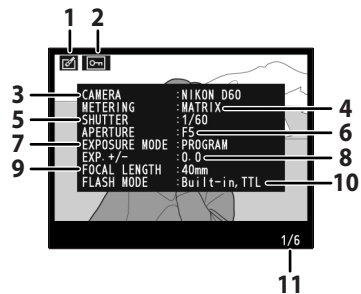 1 2
3 CAMERA :NIKON D60
METERING :MATRIX 4
5 SHUTTER :1/60
APERTURE :F5 6
7 EXPOSURE MODE :PROGRAM
EXP.+/- :0.0 8
9 FOCAL LENGTH :40mm
FLASH MODE :Built-in,TTL 10
1/6
11